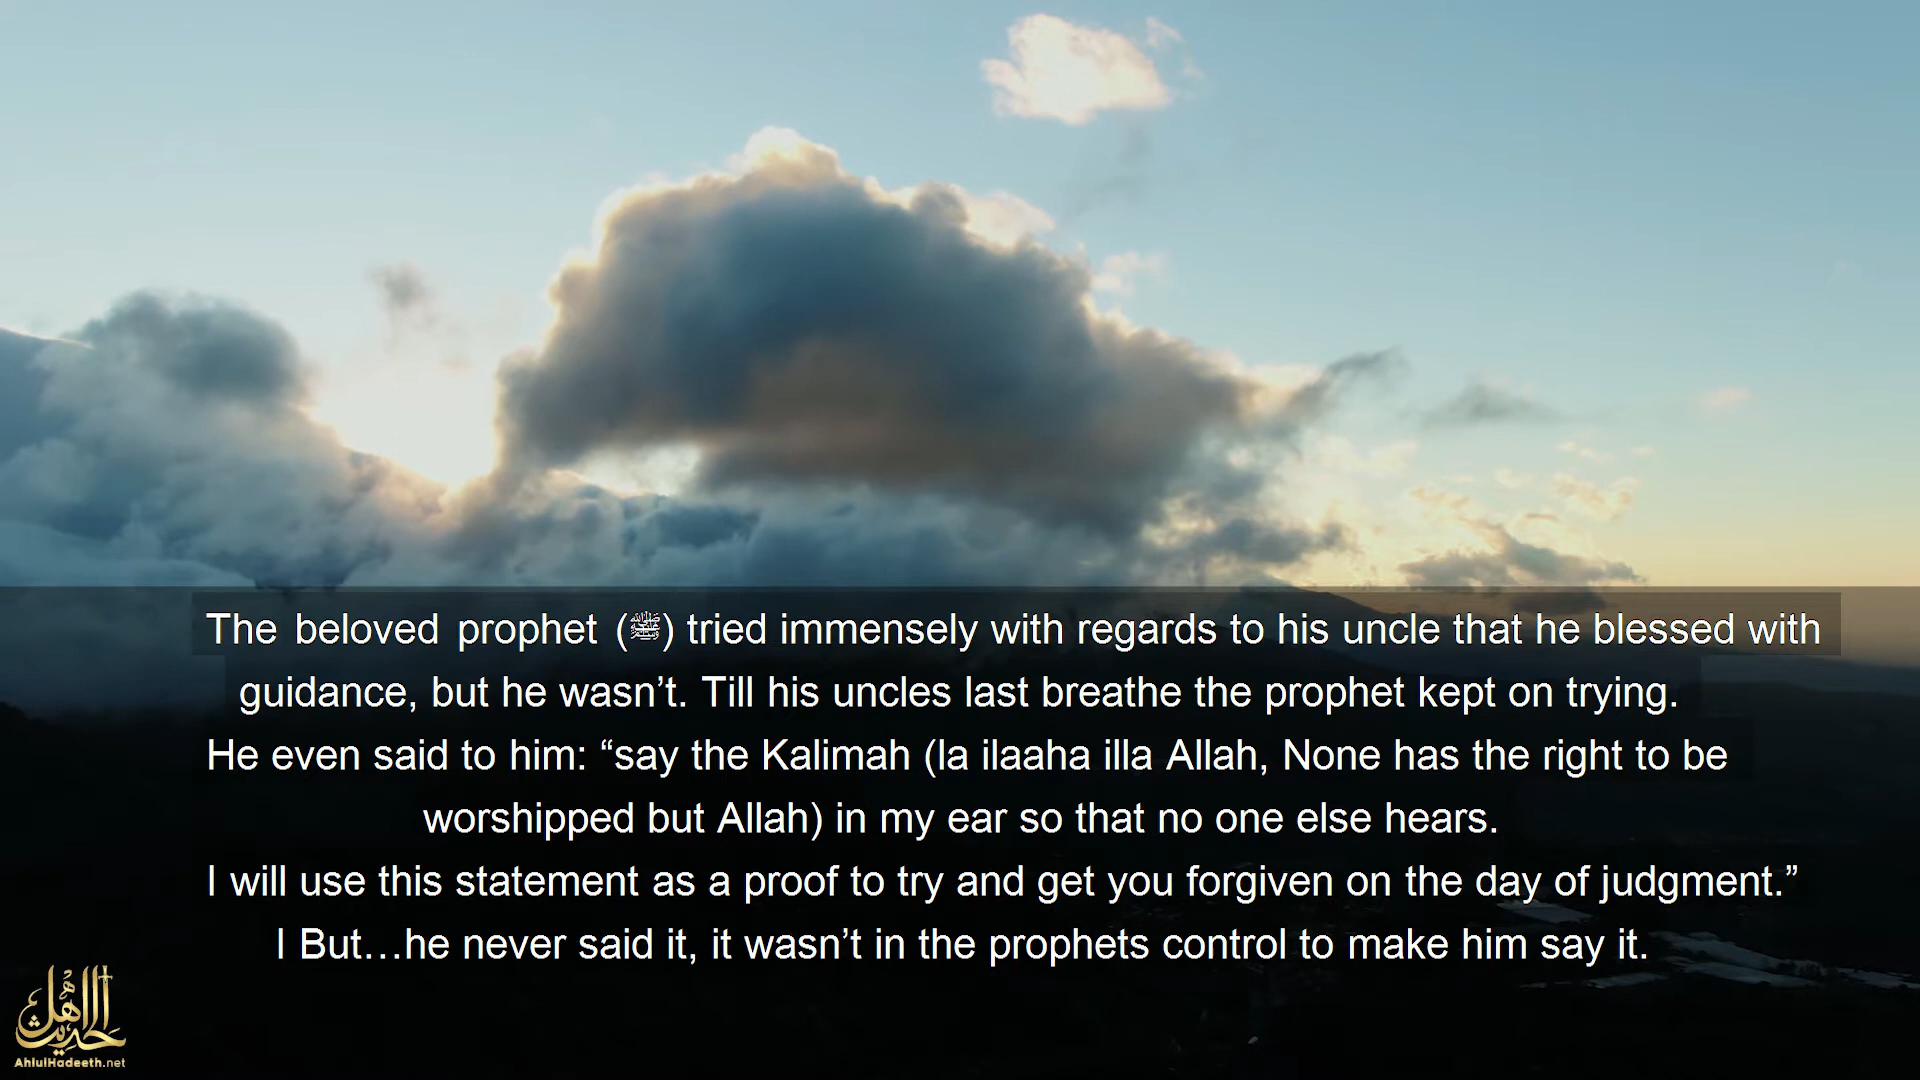 The beloved prophet (ﷺ) tried immensely with regards to his uncle that he blessed with
guidance, but he wasn’t. Till his uncles last breathe the prophet kept on trying.
He even said to him: “say the Kalimah (la ilaaha illa Allah, None has the right to be
worshipped but Allah) in my ear so that no one else hears.
I will use this statement as a proof to try and get you forgiven on the day of judgment.”
I But…he never said it, it wasn’t in the prophets control to make him say it.
اهل الحديث
AhlulHadeeth.net